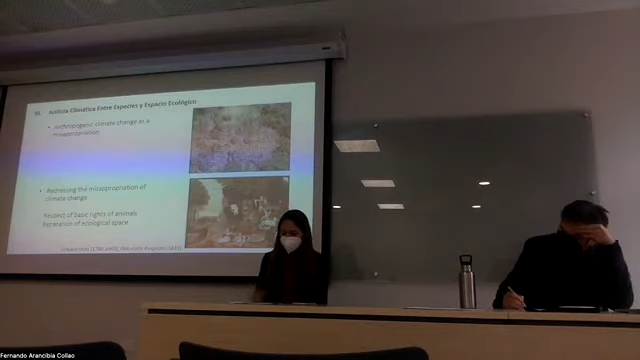 III. Justicia Climática Entre Especies y Espacio Ecológico
• Anthropogenic climate change as a
misappropriation
• Redressing the misappropriation of
climate change
Respect of basic rights of animals
Reparation of ecological space
Fernando Arancibia Collao